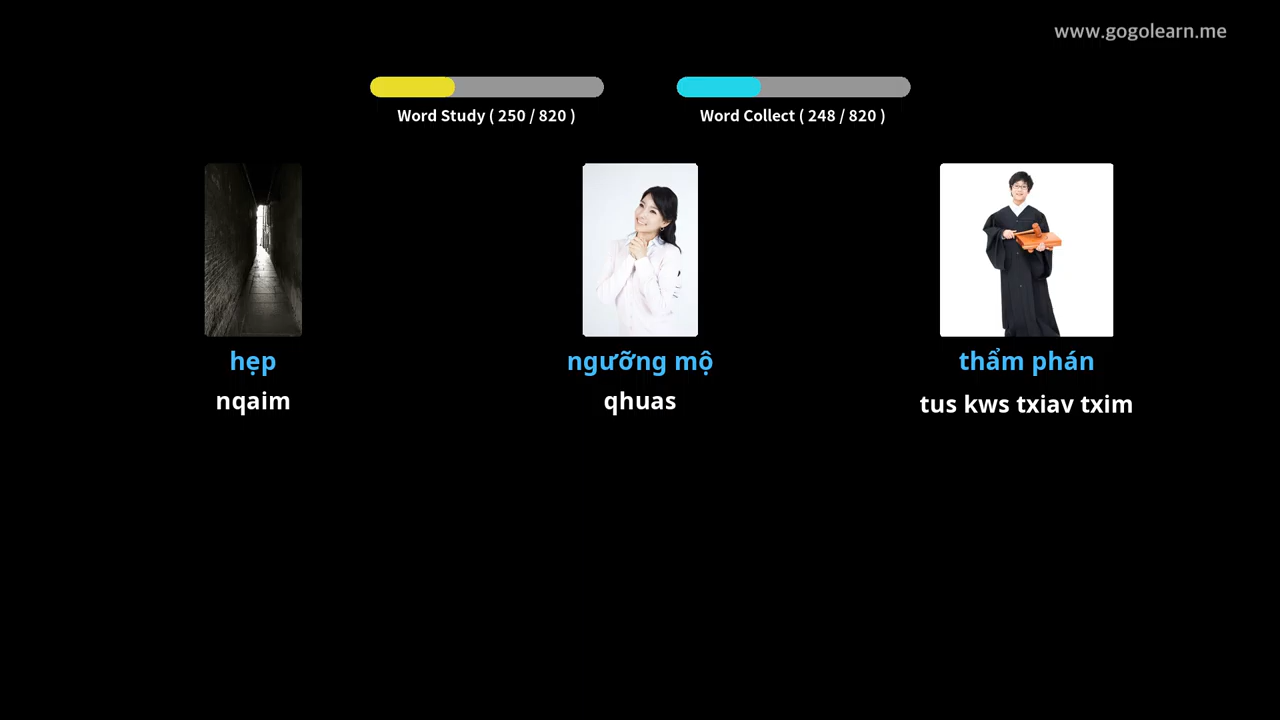 www.gogolearn.me
Word Study ( 250 / 820 )
Word Collect ( 248 / 820 )
hẹp
ngưỡng mộ
thẩm phán
nqaim
qhuas
tus kws txiav txim